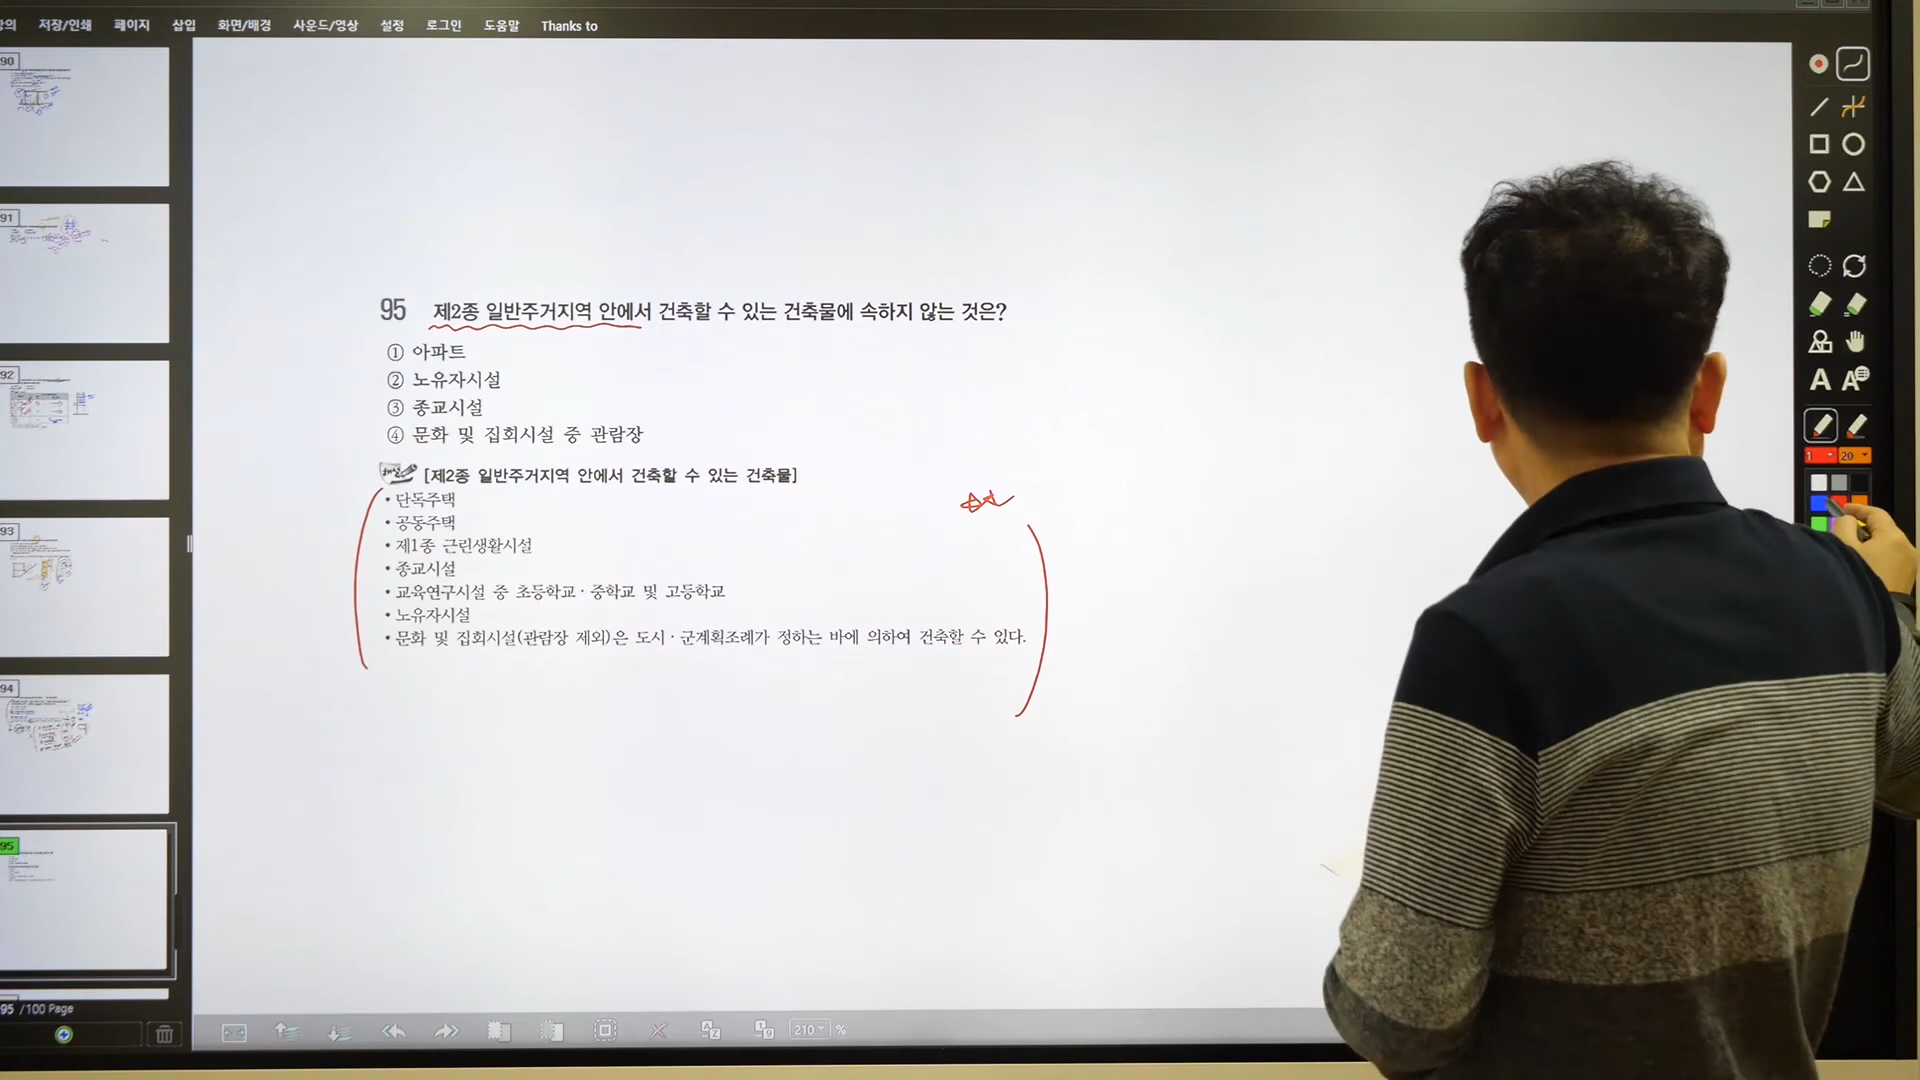 저장/인쇄 페이지 삽입 화면/배경 사운드/영상 설정 로그인 도움말 Thanks to
90
91
92
93
94
95
95 /100 Page
95 제2종 일반주거지역 안에서 건축할 수 있는 건축물에 속하지 않는 것은?
① 아파트
② 노유자시설
③ 종교시설
④ 문화 및 집회시설 중 관람장
해설 [제2종 일반주거지역 안에서 건축할 수 있는 건축물]
• 단독주택
• 공동주택
• 제1종 근린생활시설
• 종교시설
• 교육연구시설 중 초등학교 · 중학교 및 고등학교
• 노유자시설
• 문화 및 집회시설(관람장 제외)은 도시 · 군계획조례가 정하는 바에 의하여 건축할 수 있다.
A A
1 20
210 %